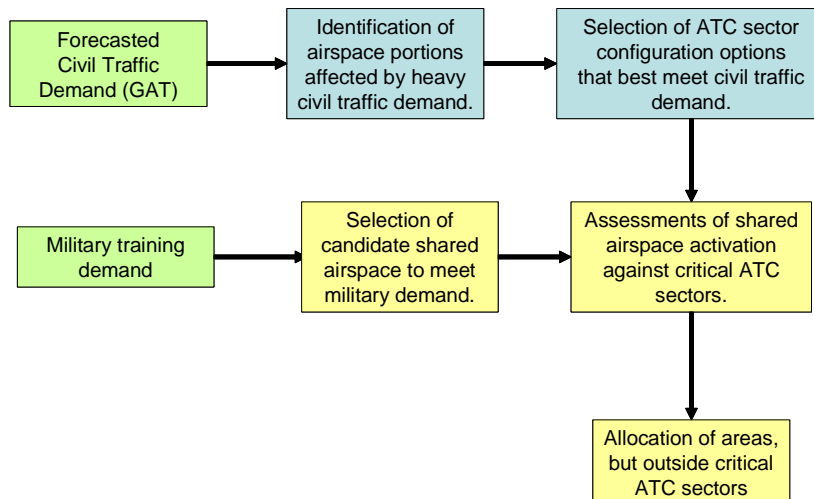 Forecasted
Civil Traffic
Demand (GAT)
Identification of
airspace portions
affected by heavy
civil traffic demand.
Selection of ATC sector
configuration options
that best meet civil traffic
demand.
Military training
demand
Selection of
candidate shared
airspace to meet
military demand.
Assessments of shared
airspace activation
against critical ATC
sectors.
Allocation of areas,
but outside critical
ATC sectors